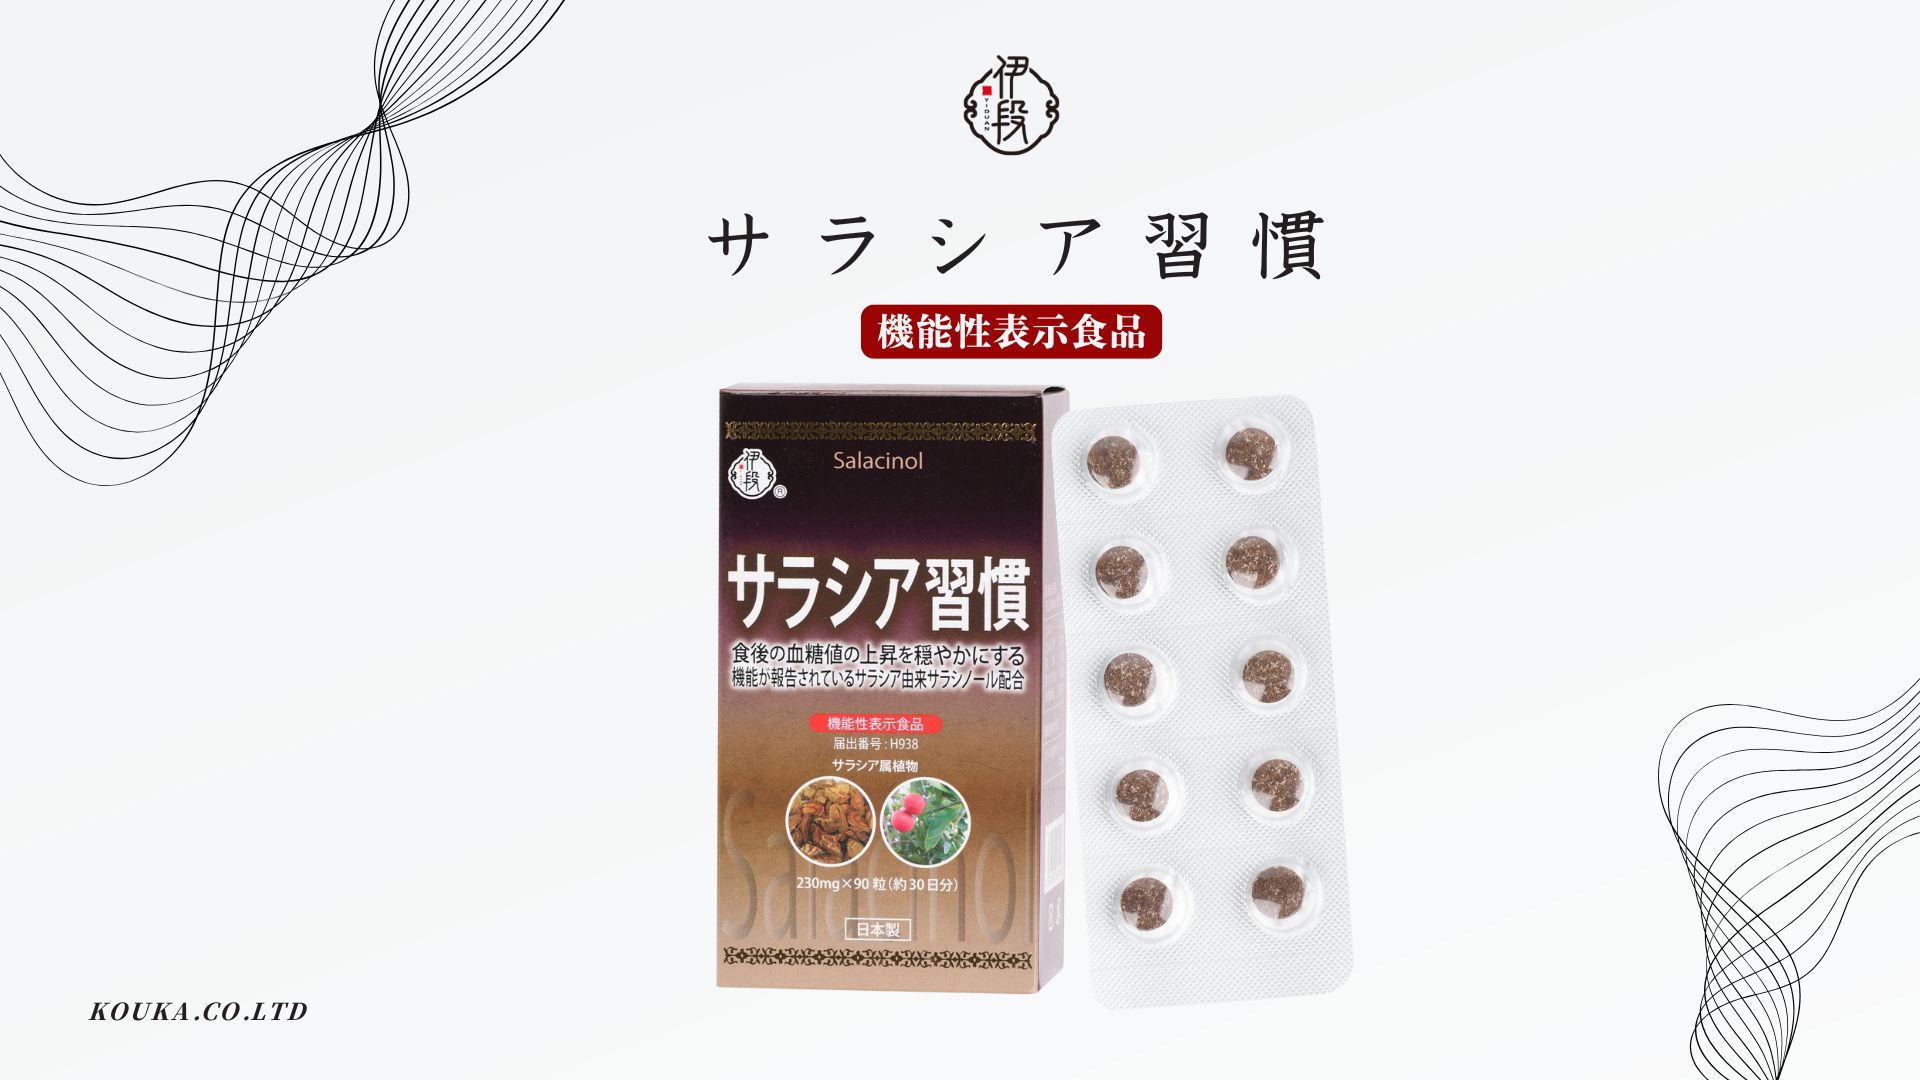 伊段
YIDUAN
サラシア習慣
機能性表示食品
伊段
®
Salacinol
サラシア習慣
食後の血糖値の上昇を穏やかにする
機能が報告されているサラシア由来サラシノール配合
機能性表示食品
届出番号:H938
サラシア属植物
Salacinol
230mg×90粒(約30日分)
日本製
KOUKA.CO.LTD